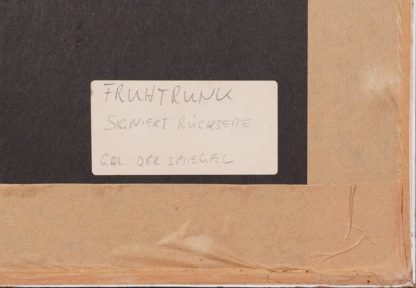 FRUHTRUNK
SIGNIERT RÜCKSEITE
GAL DER SPIEGEL